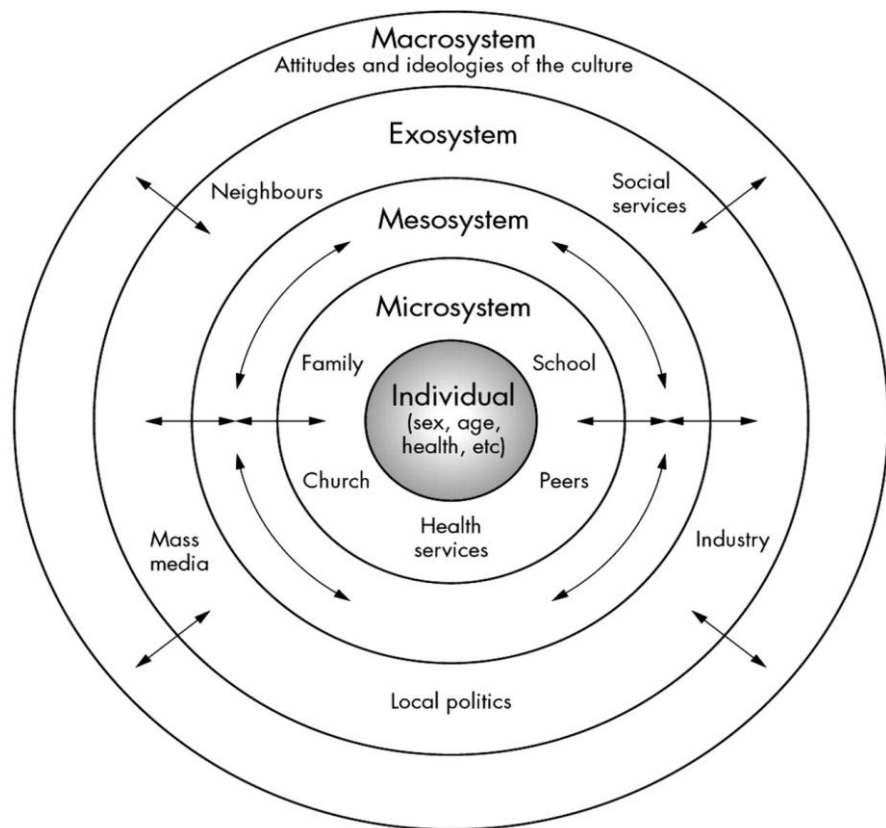 Macrosystem
Attitudes and ideologies of the culture
Exosystem
Neighbours
Social
services
Mesosystem
Microsystem
Family
School
Individual
(sex, age,
health, etc)
Church
Peers
Health
services
Mass
media
Industry
Local politics